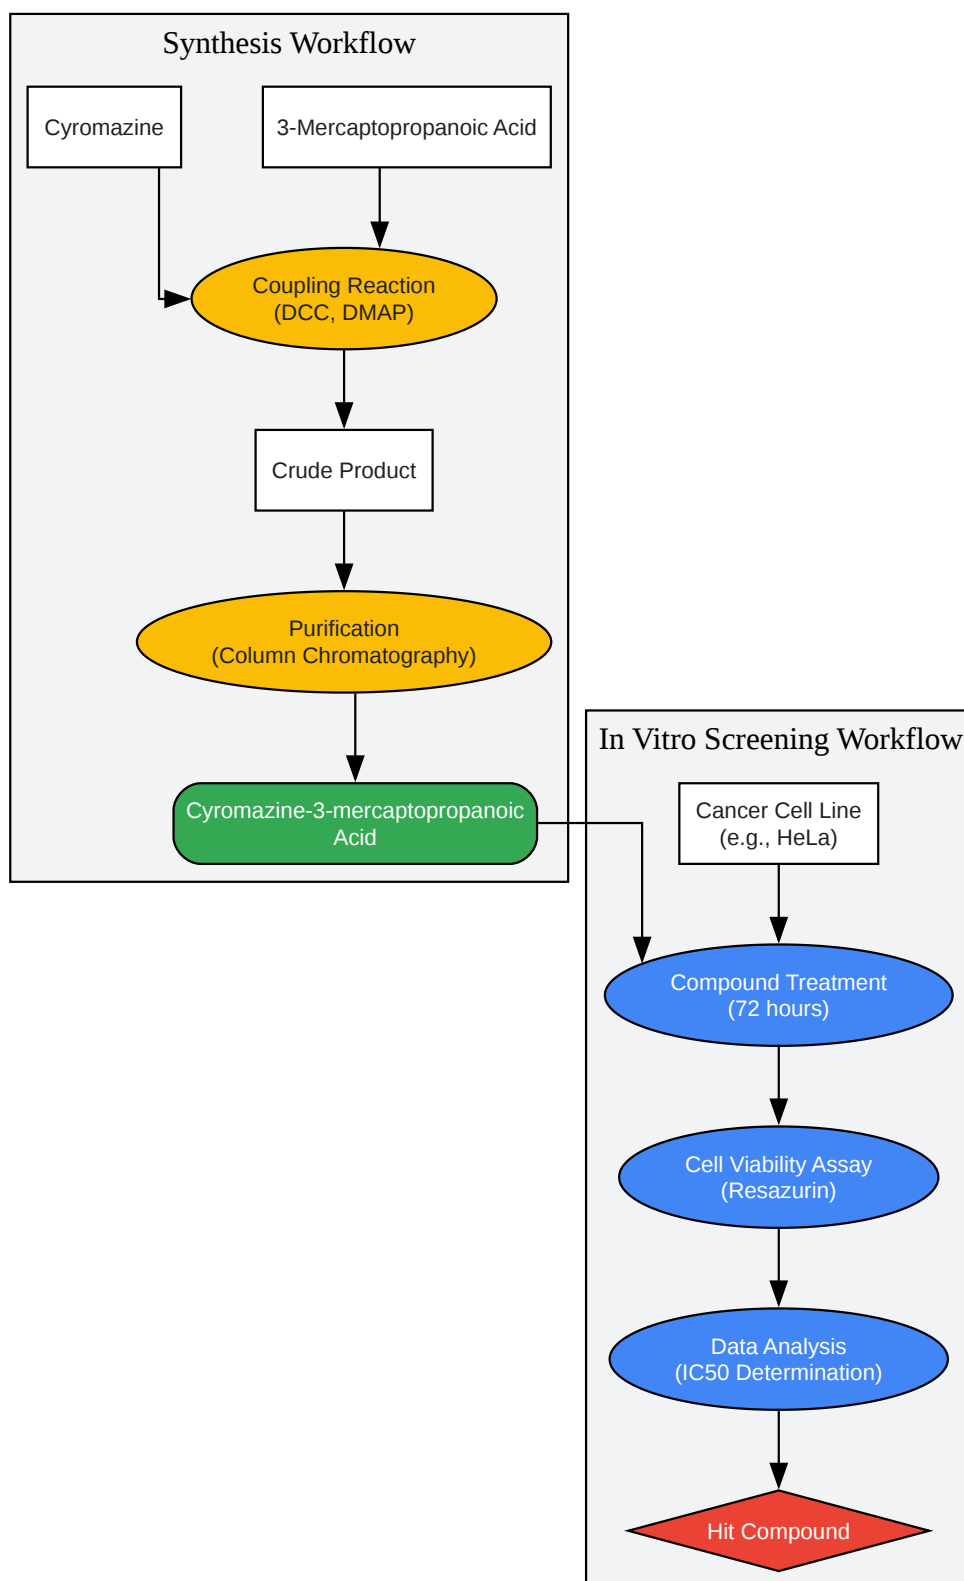 Synthesis Workflow
Cyromazine
3-Mercaptopropanoic Acid
Coupling Reaction
(DCC, DMAP)
Crude Product
Purification
(Column Chromatography)
Cyromazine-3-mercaptopropanoic
Acid
In Vitro Screening Workflow
Cancer Cell Line
(e.g., HeLa)
Compound Treatment
(72 hours)
Cell Viability Assay
(Resazurin)
Data Analysis
(IC50 Determination)
Hit Compound